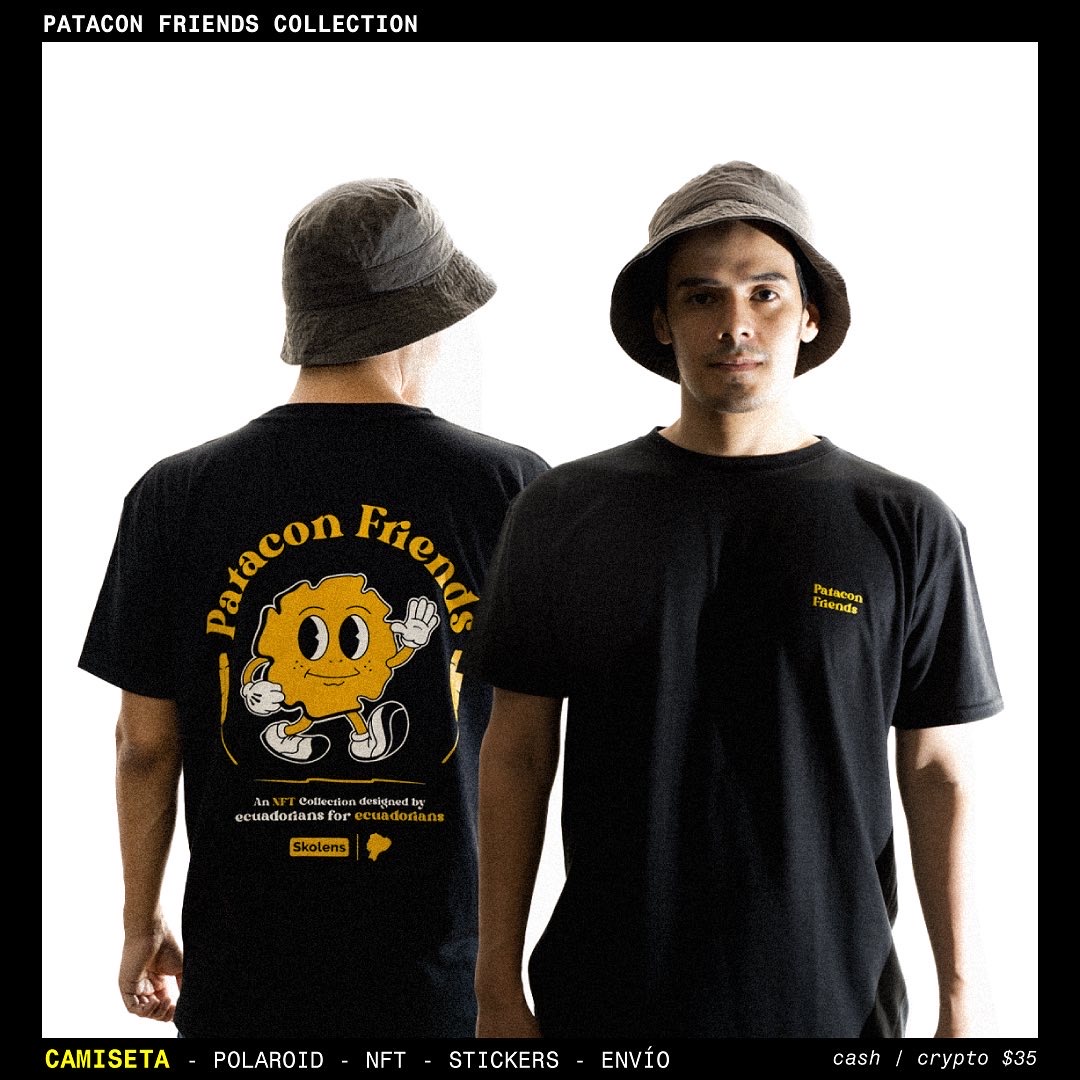 PATACON FRIENDS COLLECTION
Patacon Friends
An NFT Collection designed by
ecuadorians for ecuadorians
Skolens
Patacon
Friends
CAMISETA - POLAROID - NFT - STICKERS - ENVÍO
cash / crypto $35